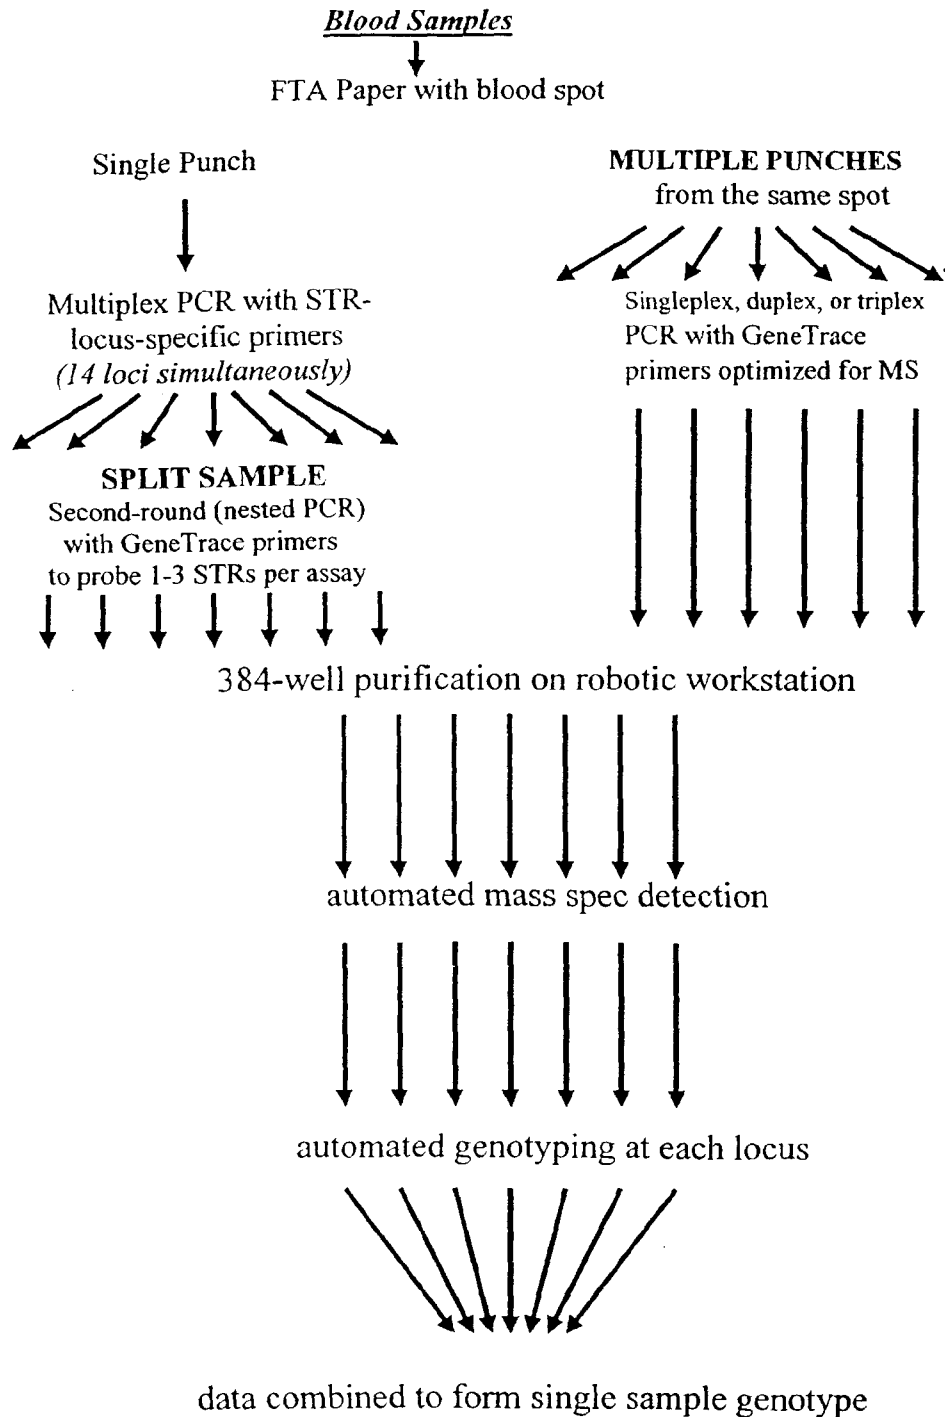 Blood Samples
FTA Paper with blood spot
Single Punch
Multiplex PCR with STR-
locus-specific primers
(14 loci simultaneously)
SPLIT SAMPLE
Second-round (nested PCR)
with GeneTrace primers
to probe 1-3 STRs per assay
MULTIPLE PUNCHES
from the same spot
Singleplex, duplex, or triplex
PCR with GeneTrace
primers optimized for MS
384-well purification on robotic workstation
automated mass spec detection
automated genotyping at each locus
data combined to form single sample genotype